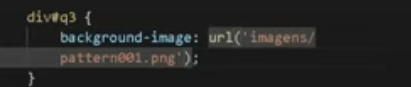 div#q3 {
background-image: url('imagens/
pattern001.png');
}